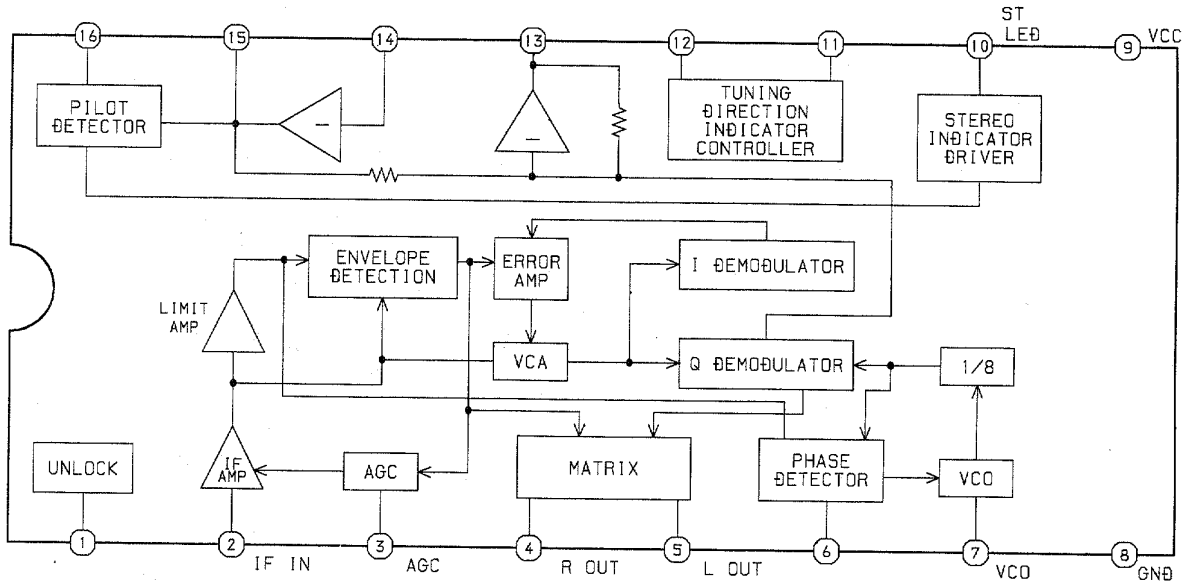 ST
LED
VCC
16
15
14
13
12
11
10
9
PILOT
DETECTOR
TUNING
DIRECTION
INDICATOR
CONTROLLER
STEREO
INDICATOR
DRIVER
ENVELOPE
DETECTION
ERROR
AMP
I DEMODULATOR
LIMIT
AMP
VCA
Q DEMODULATOR
1/8
UNLOCK
IF
AMP
AGC
MATRIX
PHASE
DETECTOR
VCO
1
2
3
4
5
6
7
8
IF IN
AGC
R OUT
L OUT
VCO
GND